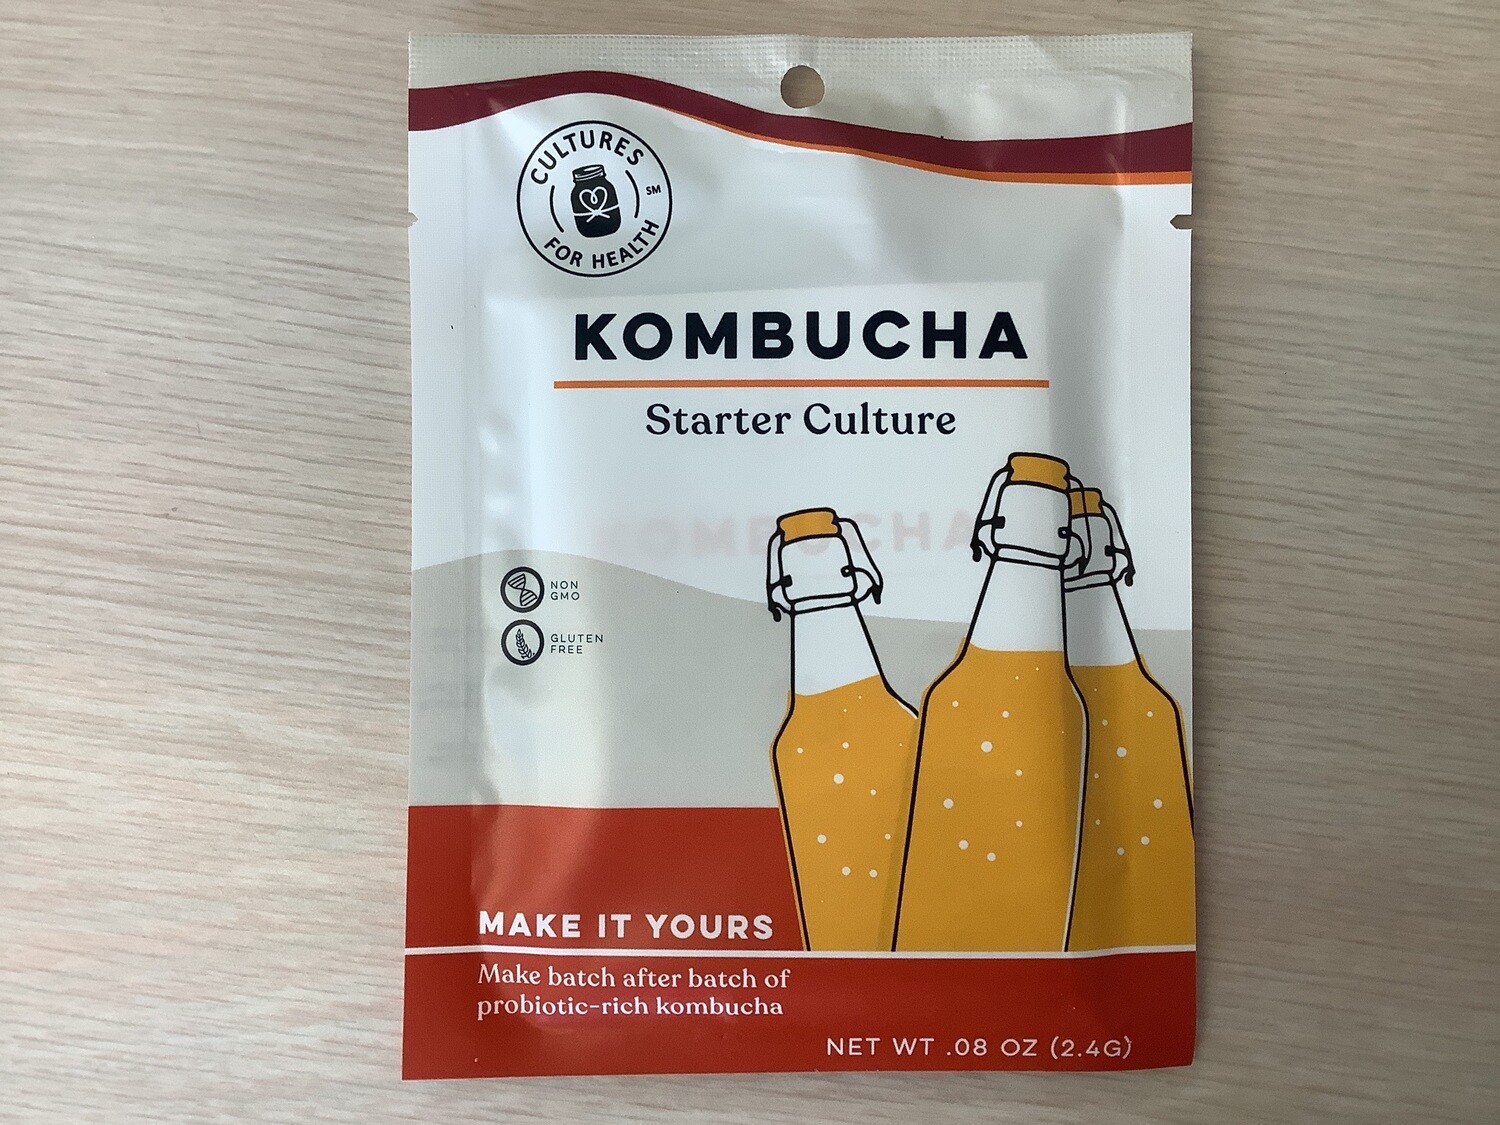 CULTURES
FOR HEALTH
SM
KOMBUCHA
Starter Culture
KOMBUCHA
NON
GMO
GLUTEN
FREE
MAKE IT YOURS
Make batch after batch of
probiotic-rich kombucha
NET WT .08 OZ (2.4G)